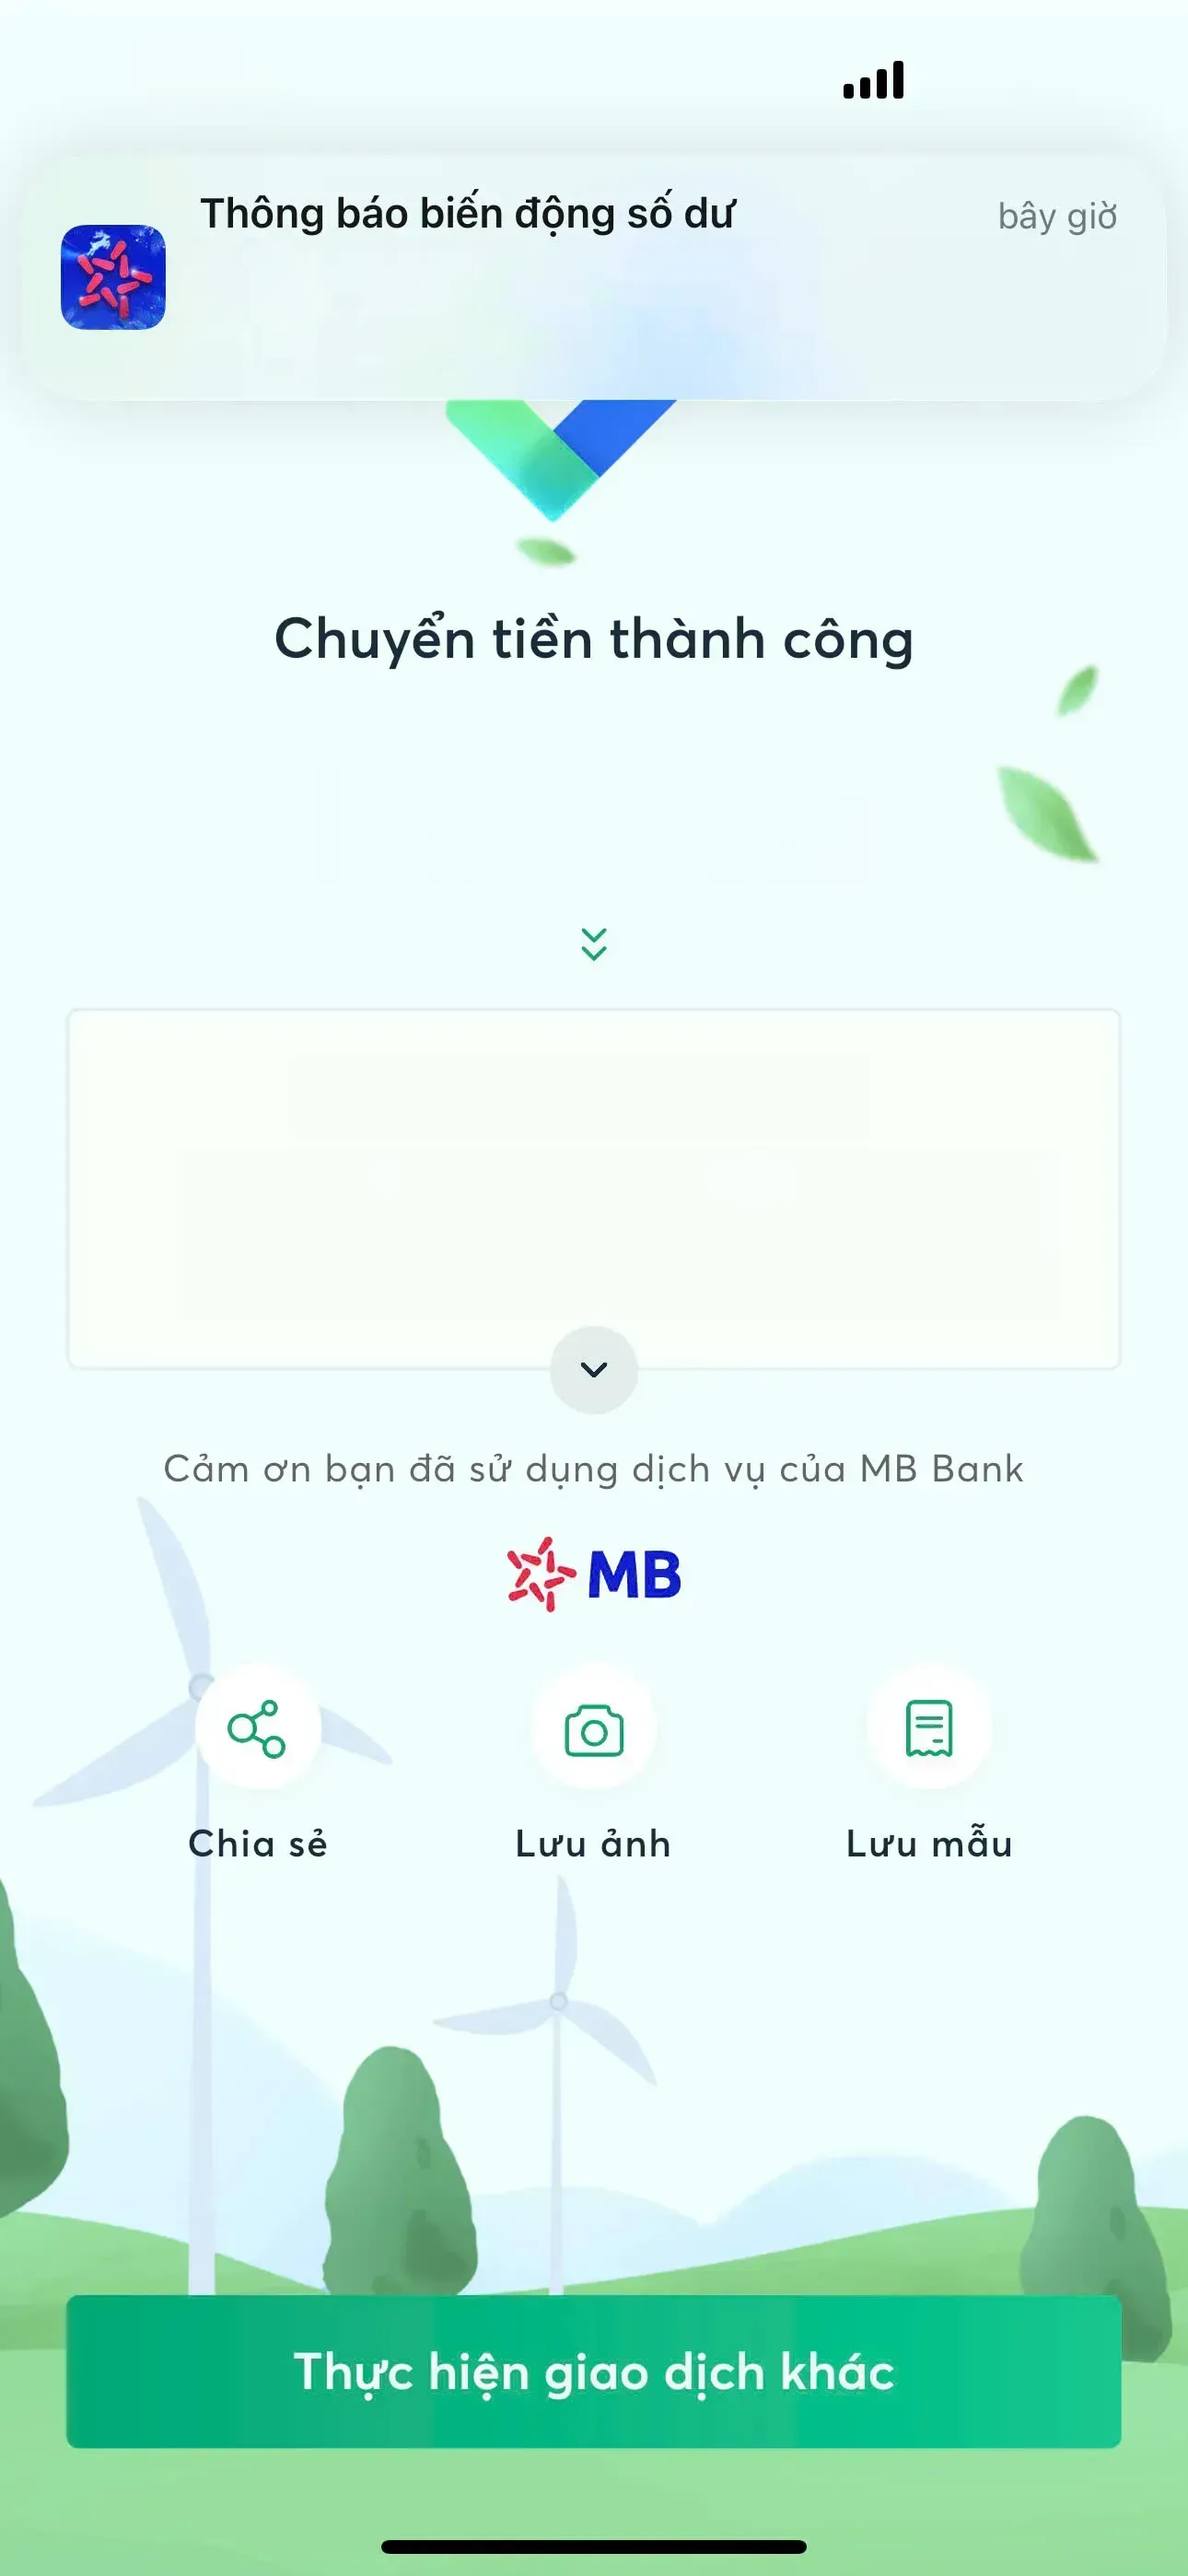 Thông báo biến động số dư
bây giờ
Chuyển tiền thành công
Cảm ơn bạn đã sử dụng dịch vụ của MB Bank
MB
Chia sẻ
Lưu ảnh
Lưu mẫu
Thực hiện giao dịch khác